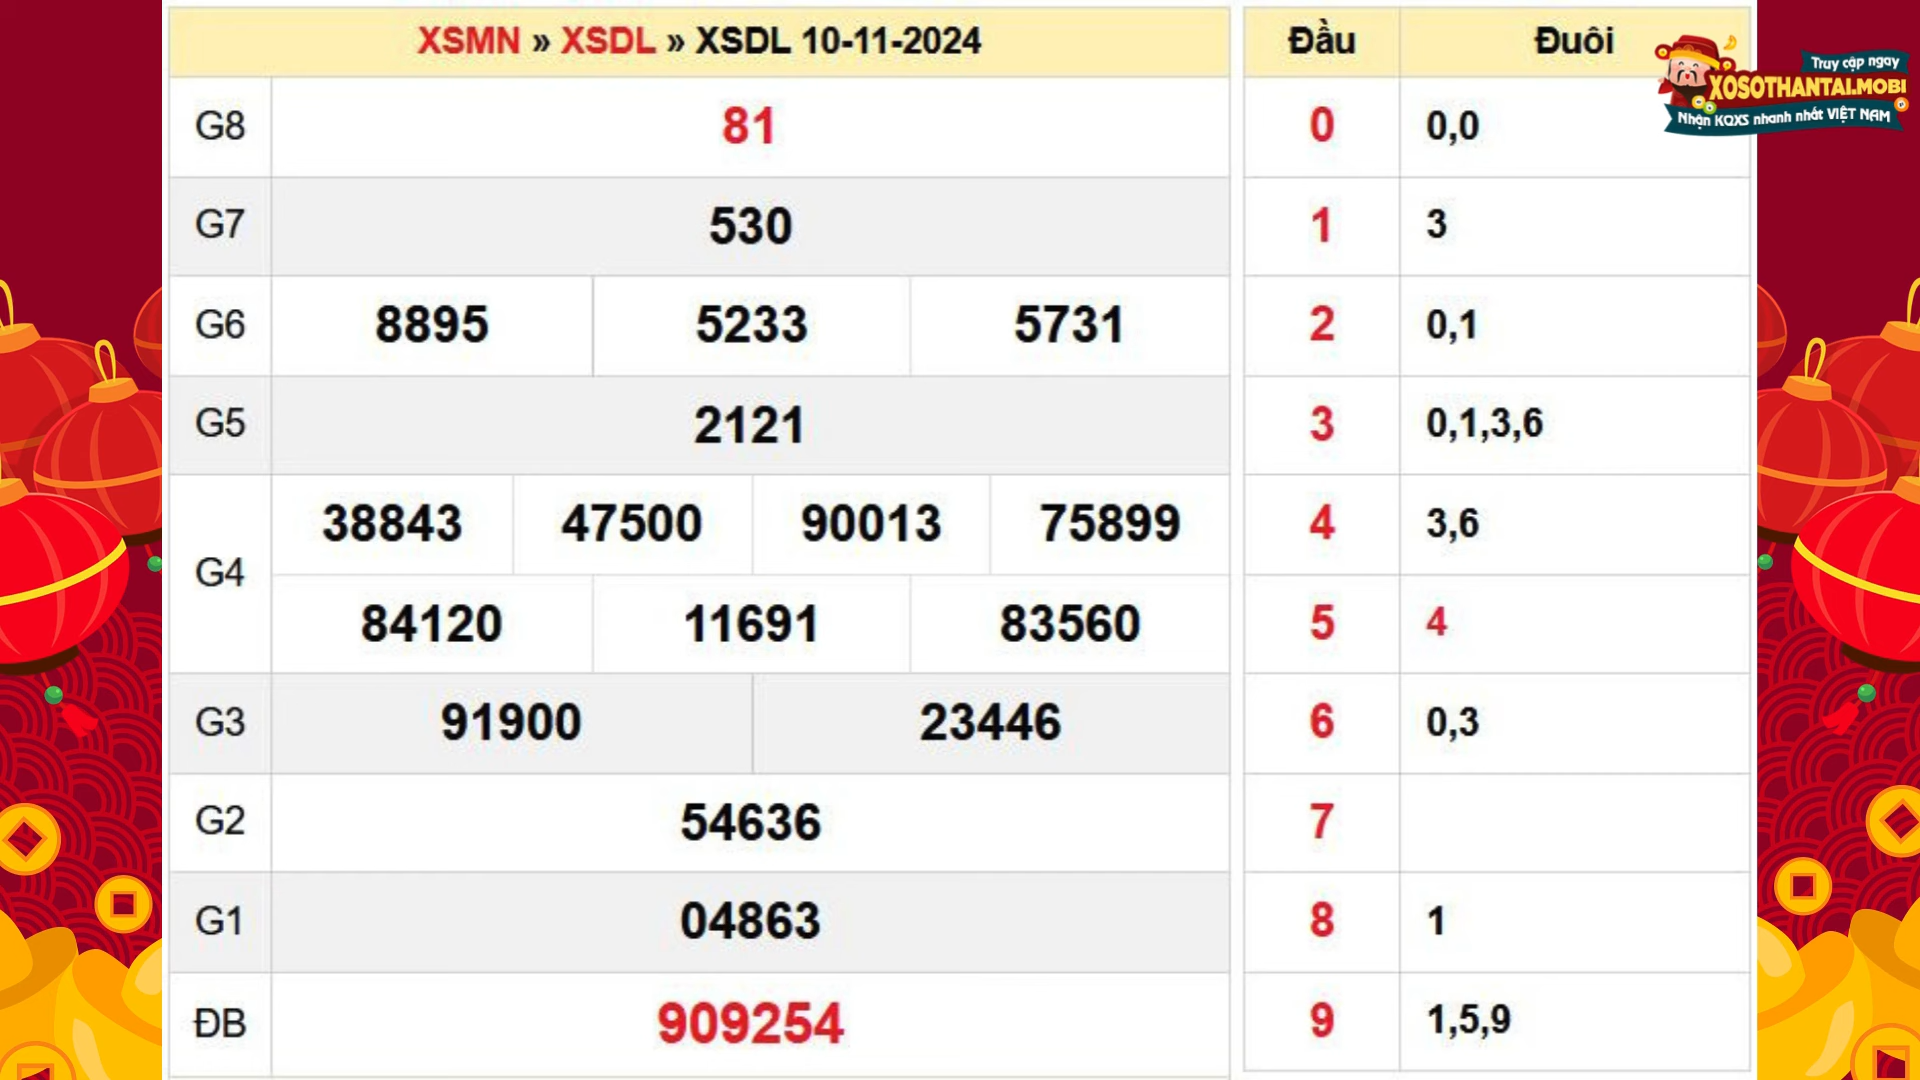 XSMN » XSDL » XSDL 10-11-2024
G8 81
G7 530
G6 8895 5233 5731
G5 2121
G4 38843 47500 90013 75899
84120 11691 83560
G3 91900 23446
G2 54636
G1 04863
ĐB 909254
Đầu Đuôi
0 0,0
1 3
2 0,1
3 0,1,3,6
4 3,6
5 4
6 0,3
7
8 1
9 1,5,9
Truy cập ngay
XOSOTHANTAI.MOBI
Nhận KQXS nhanh nhất VIỆT NAM